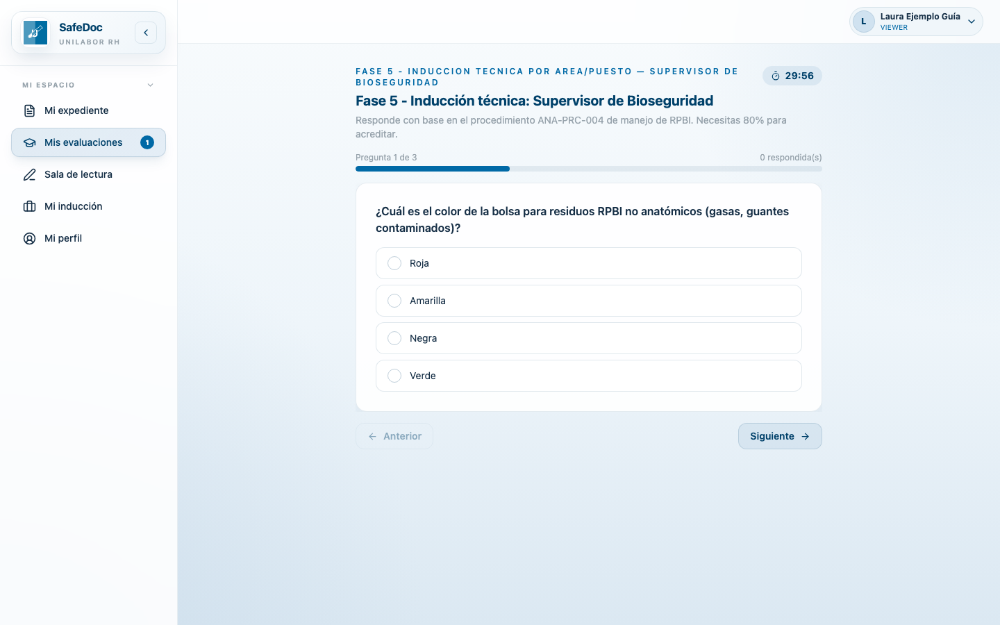 SafeDoc
UNILABOR RH
MI ESPACIO
Mi expediente
Mis evaluaciones 1
Sala de lectura
Mi inducción
Mi perfil
L
Laura Ejemplo Guía
VIEWER
FASE 5 - INDUCCION TECNICA POR AREA/PUESTO — SUPERVISOR DE
BIOSEGURIDAD
29:56
Fase 5 - Inducción técnica: Supervisor de Bioseguridad
Responde con base en el procedimiento ANA-PRC-004 de manejo de RPBI. Necesitas 80% para
acreditar.
Pregunta 1 de 3
0 respondida(s)
¿Cuál es el color de la bolsa para residuos RPBI no anatómicos (gasas, guantes
contaminados)?
Roja
Amarilla
Negra
Verde
Anterior
Siguiente